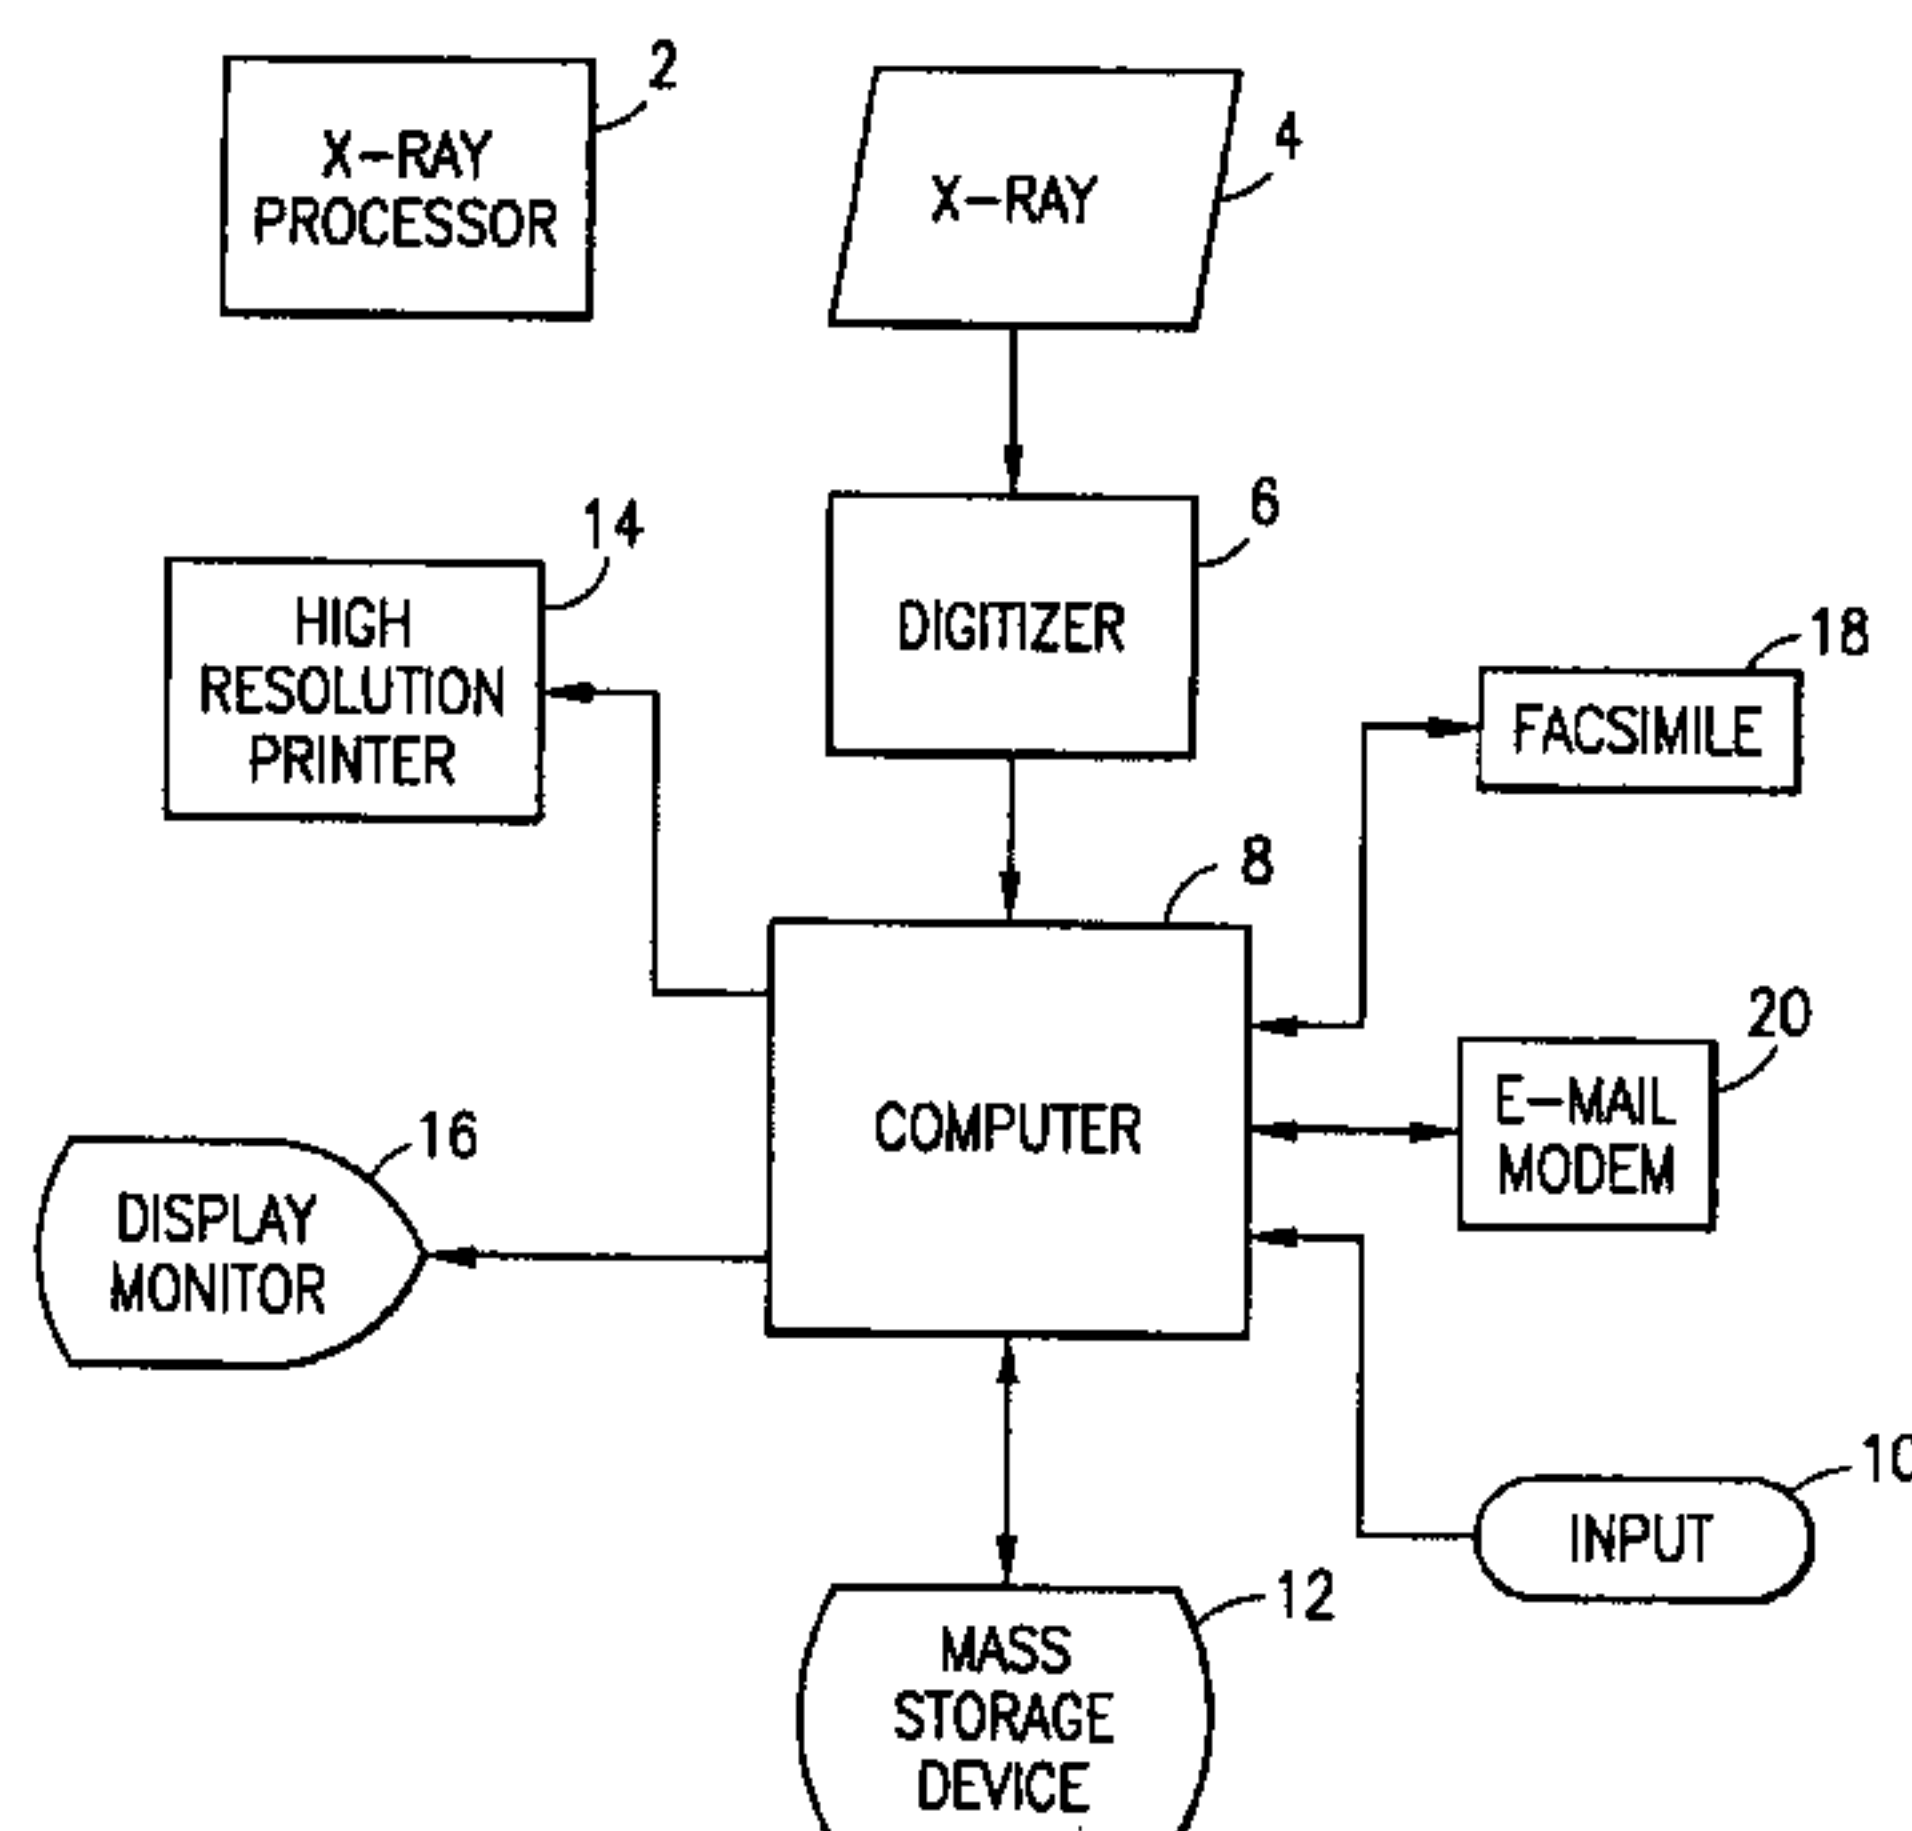 2
X-RAY
PROCESSOR
4
X-RAY
6
DIGITIZER
14
HIGH
RESOLUTION
PRINTER
18
FACSIMILE
8
COMPUTER
20
E-MAIL
MODEM
16
DISPLAY
MONITOR
10
INPUT
12
MASS
STORAGE
DEVICE